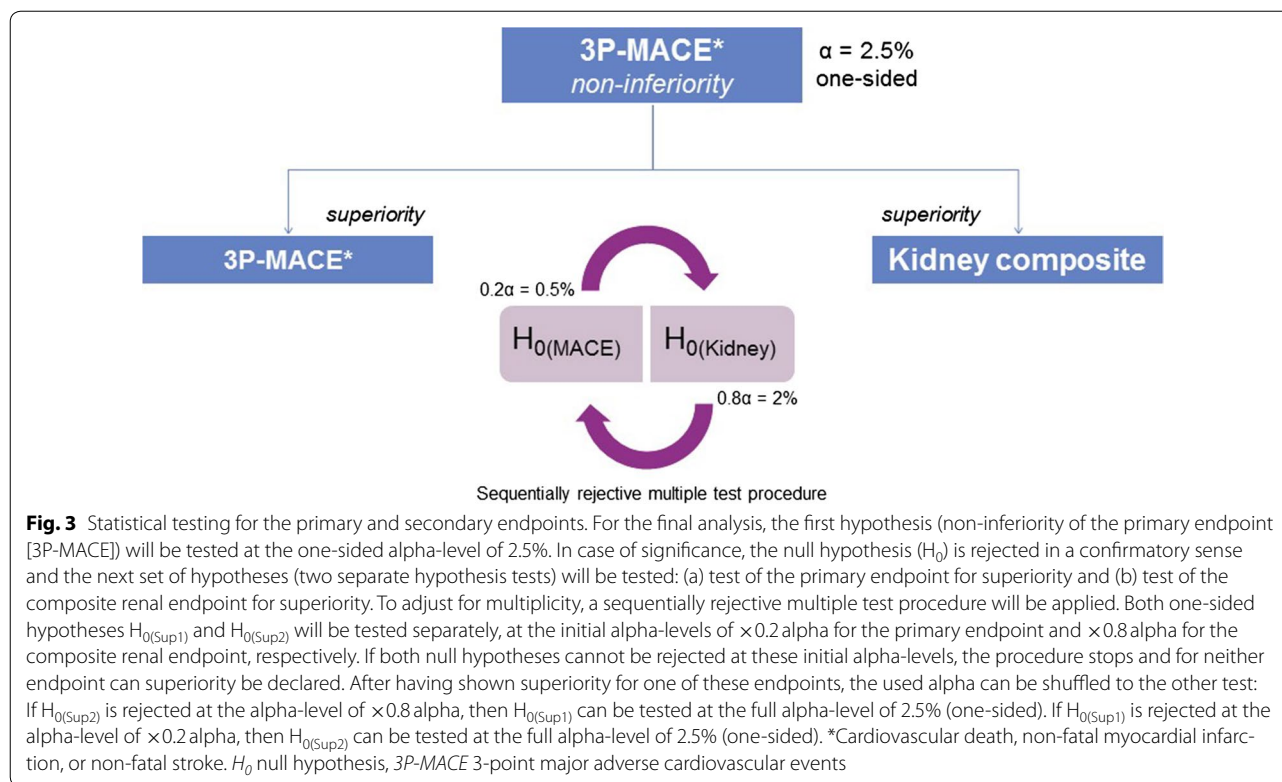 3P-MACE*
non-inferiority
α = 2.5%
one-sided
superiority
superiority
3P-MACE*
Kidney composite
0.2α = 0.5%
H0(MACE)
H0(Kidney)
0.8α = 2%
Sequentially rejective multiple test procedure
Fig. 3 Statistical testing for the primary and secondary endpoints. For the final analysis, the first hypothesis (non-inferiority of the primary endpoint
[3P-MACE]) will be tested at the one-sided alpha-level of 2.5%. In case of significance, the null hypothesis (H0) is rejected in a confirmatory sense
and the next set of hypotheses (two separate hypothesis tests) will be tested: (a) test of the primary endpoint for superiority and (b) test of the
composite renal endpoint for superiority. To adjust for multiplicity, a sequentially rejective multiple test procedure will be applied. Both one-sided
hypotheses H0(Sup1) and H0(Sup2) will be tested separately, at the initial alpha-levels of ×0.2 alpha for the primary endpoint and ×0.8 alpha for the
composite renal endpoint, respectively. If both null hypotheses cannot be rejected at these initial alpha-levels, the procedure stops and for neither
endpoint can superiority be declared. After having shown superiority for one of these endpoints, the used alpha can be shuffled to the other test:
If H0(Sup2) is rejected at the alpha-level of ×0.8 alpha, then H0(Sup1) can be tested at the full alpha-level of 2.5% (one-sided). If H0(Sup1) is rejected at the
alpha-level of ×0.2 alpha, then H0(Sup2) can be tested at the full alpha-level of 2.5% (one-sided). *Cardiovascular death, non-fatal myocardial infarc-
tion, or non-fatal stroke. H0 null hypothesis, 3P-MACE 3-point major adverse cardiovascular events